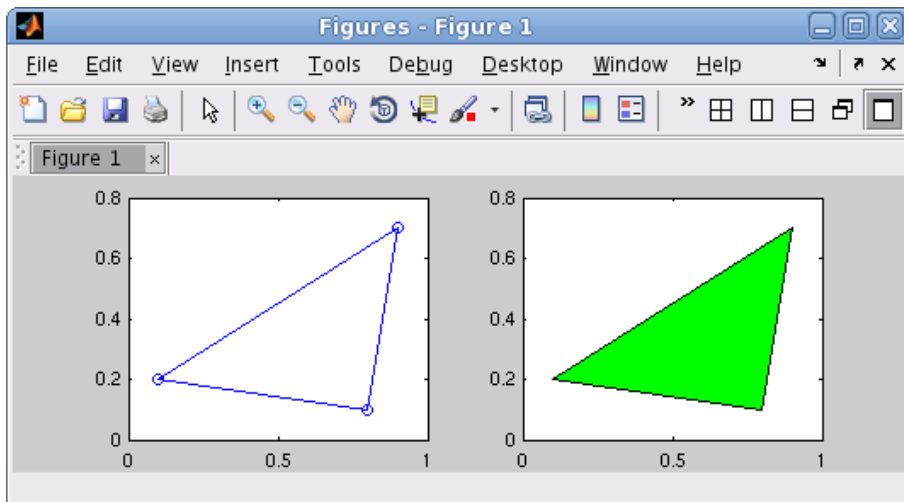 Figures - Figure 1
File Edit View Insert Tools Debug Desktop Window Help
Figure 1
0.8 0.8
0.6 0.6
0.4 0.4
0.2 0.2
0 0
0 0.5 1 0 0.5 1